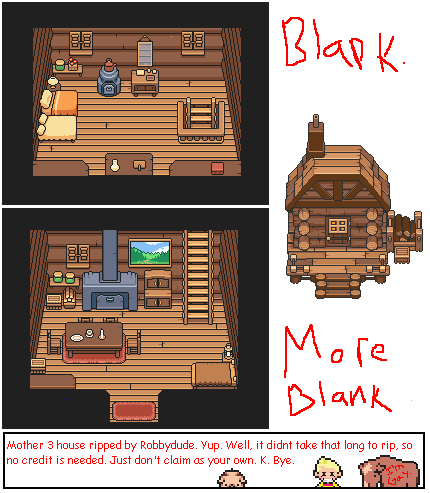 Blank.
More
Blank
Mother 3 house ripped by Robbydude. Yup. Well, it didnt take that long to rip, so
no credit is needed. Just don't claim as your own. K. Bye.